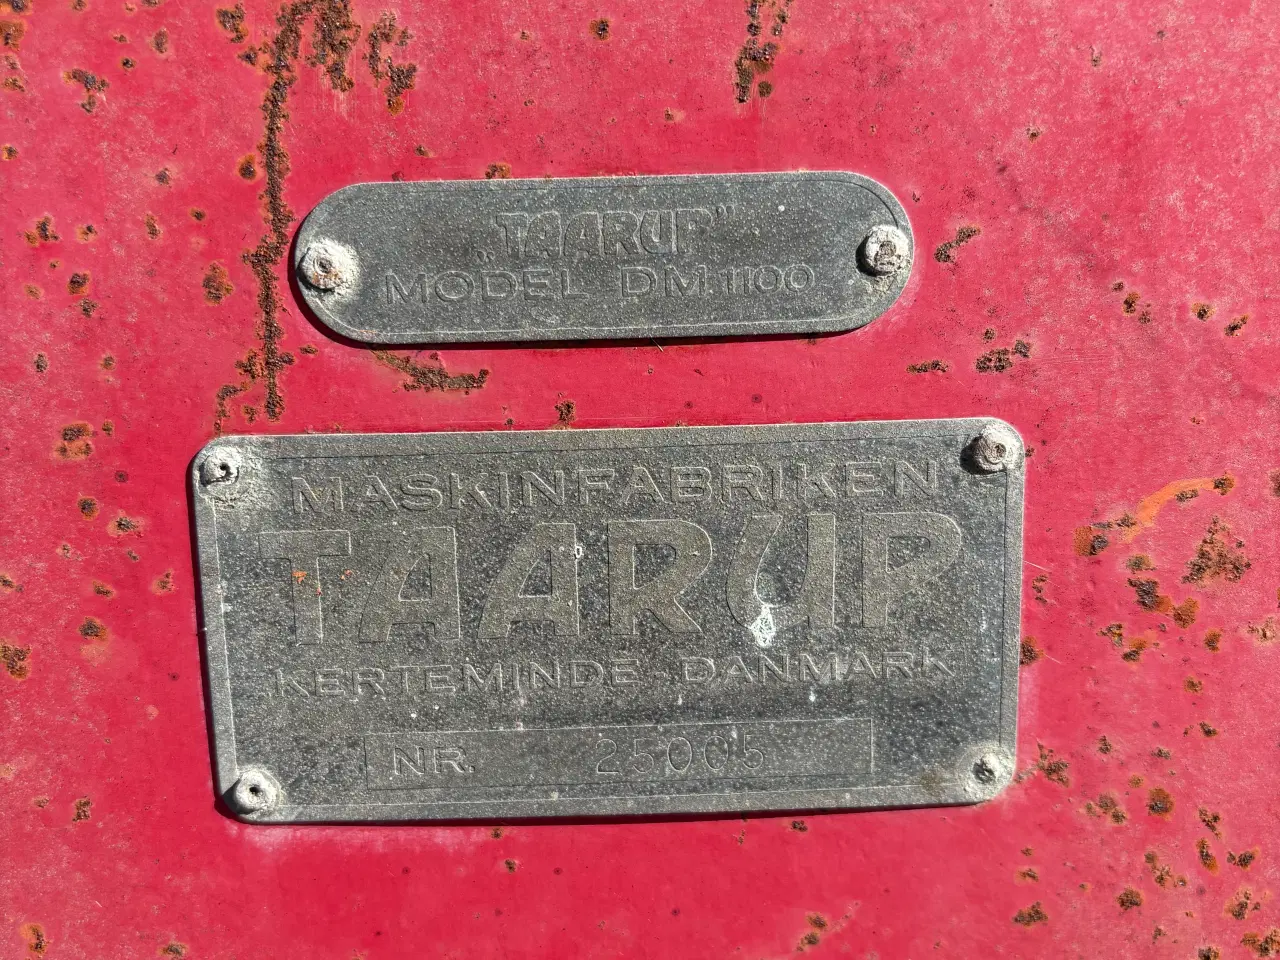 „TAARUP”
MODEL DM 1100
MASKINFABRIKEN
TAARUP
KERTEMINDE - DANMARK
NR. 25005